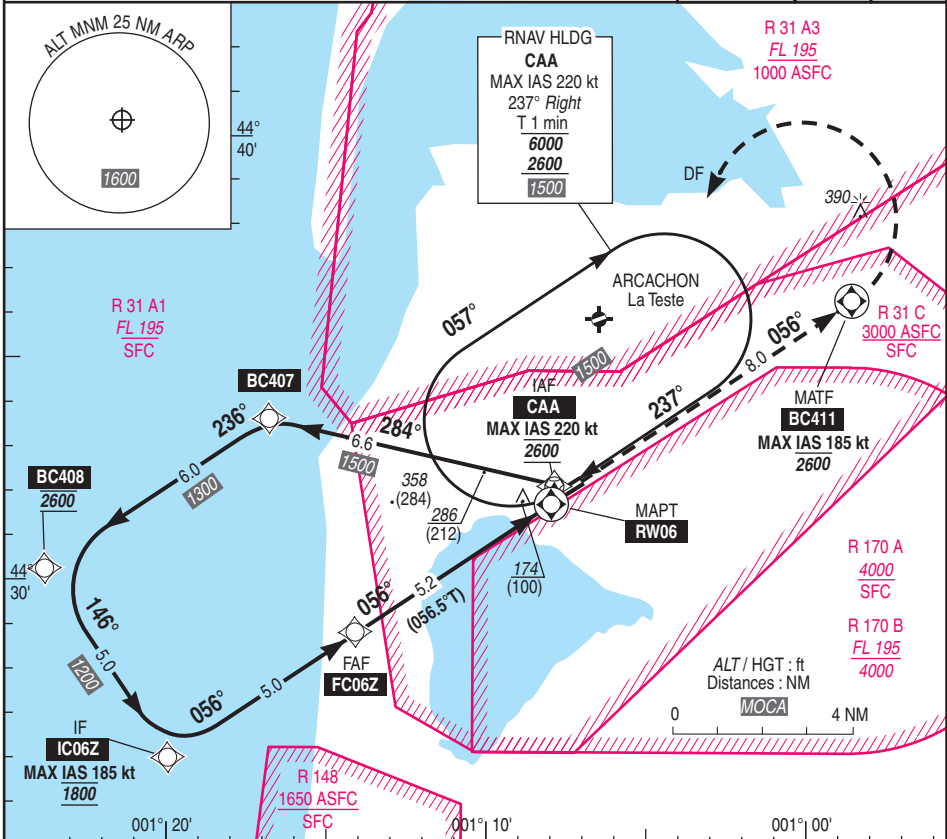 ALT MNM 25 NM ARP
1600
44°
40'
RNAV HLDG
CAA
MAX IAS 220 kt
237° Right
T 1 min
6000
2600
1500
R 31 A3
FL 195
1000 ASFC
DF
390
R 31 A1
FL 195
SFC
057°
ARCACHON
La Teste
R 31 C
3000 ASFC
SFC
056°
8.0
1500
237°
BC407
236°
284°
6.6
1500
IAF
CAA
MAX IAS 220 kt
2600
MATF
BC411
MAX IAS 185 kt
2600
6.0
1300
BC408
2600
358
(284)
286
(212)
174
(100)
MAPT
RW06
44°
30'
146°
5.0
1200
056°
5.2
(056.5°T)
FAF
FC06Z
056°
5.0
R 170 A
4000
SFC
R 170 B
FL 195
4000
IF
IC06Z
MAX IAS 185 kt
1800
ALT / HGT : ft
Distances : NM
MOCA
0 4 NM
R 148
1650 ASFC
SFC
001° 20'
001° 10'
001° 00'